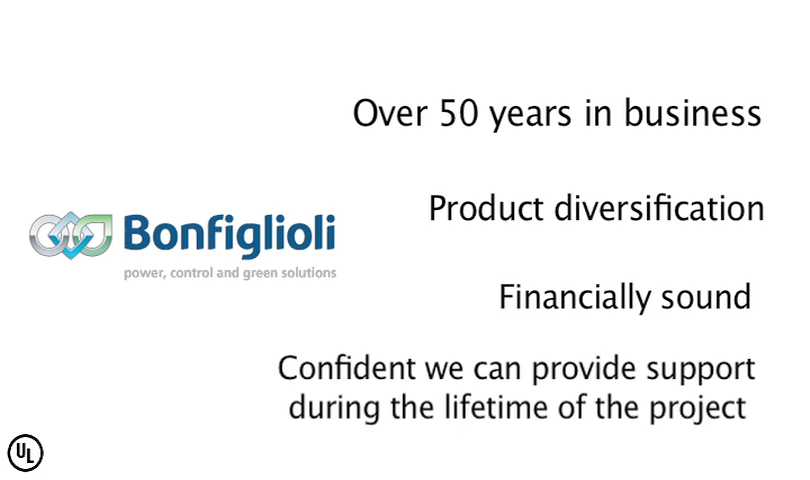 Over 50 years in business
Product diversification
Bonfiglioli
power, control and green solutions
Financially sound
Confident we can provide support
during the lifetime of the project
UL